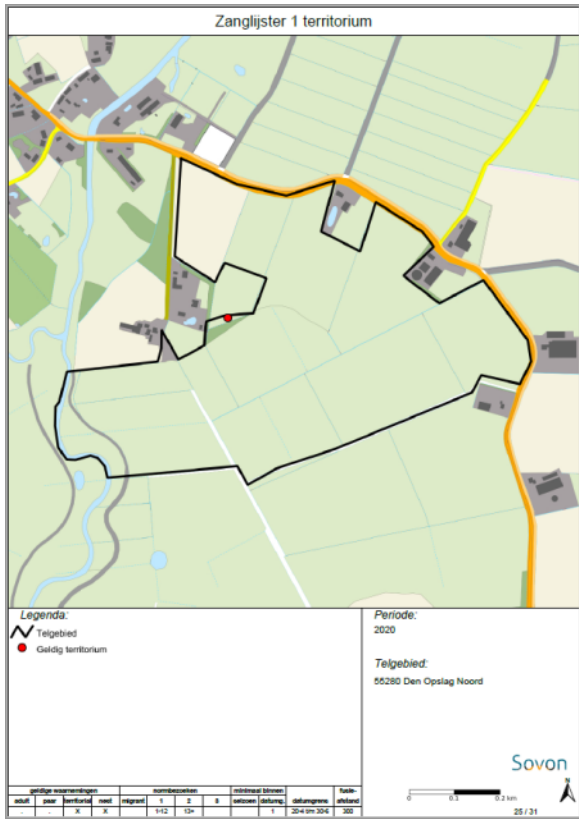 Zanglijster 1 territorium
Legenda:
Telgebied
Geldig territorium
Periode:
2020
Telgebied:
55280 Den Opslag Noord
Sovon
N
0 0.1 0.2 km
25 / 31
geldige waarnemingen normbezoeken minimaal binnen fusie-
adult paar territoriaal nest migrant 1 2 3 seizoen datumg. datumgrens afstand
. . X X 1-12 13+ 1 20-4 t/m 30-6 300